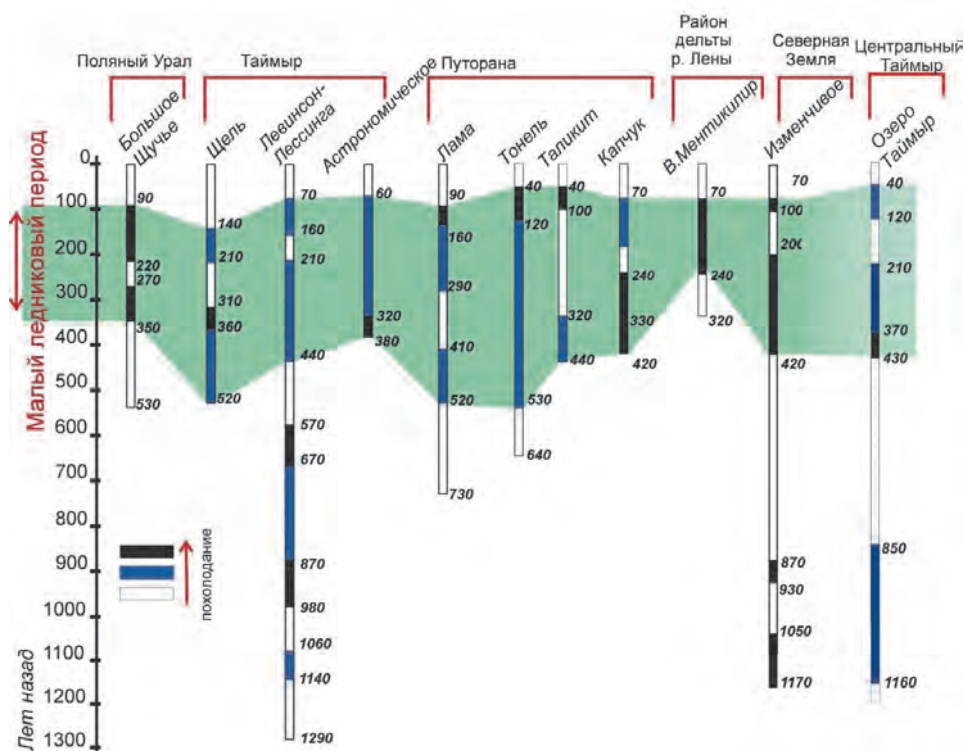 Поляный Урал
Таймыр
Путорана
Район
дельты
р. Лены
Северная
Земля
Центральный
Таймыр
Большое
Щучье
Щель
Левинсон-
Лессинга
Астрономическое
Лама
Тонель
Таликит
Капчук
В.Ментикилир
Изменчивое
Озеро
Таймыр
Малый ледниковый период
0
100
200
300
400
500
600
700
800
900
1000
1100
1200
1300
Лет назад
90
220
270
350
530
140
210
310
360
520
70
160
210
440
570
670
870
980
1060
1140
1290
60
320
380
90
160
290
410
520
730
40
120
530
640
40
100
320
440
70
240
330
420
70
240
320
70
100
200
420
870
930
1050
1170
40
120
210
370
430
850
1160
похолодание